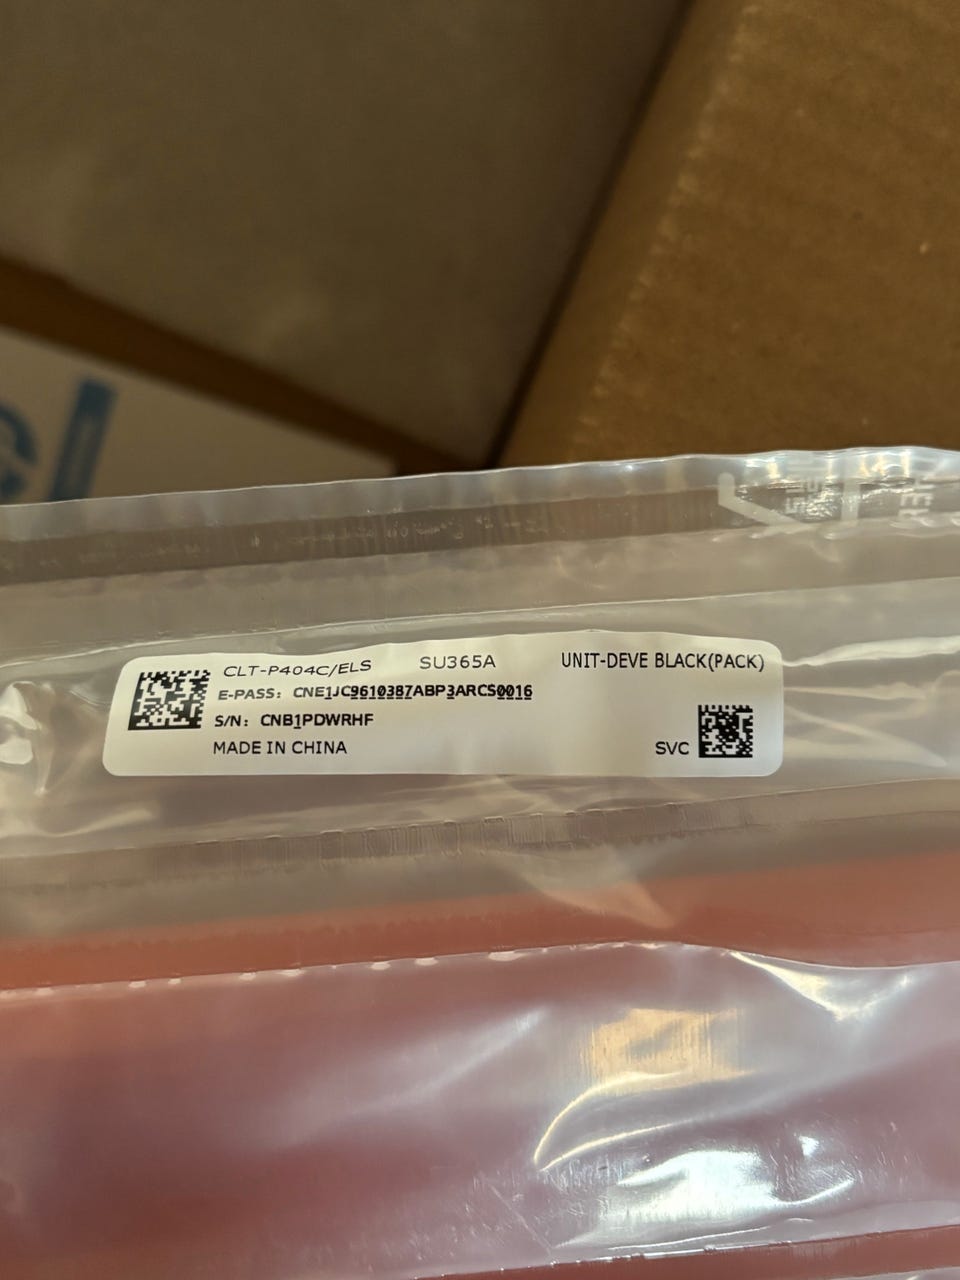 CLT-P404C/ELS SU365A UNIT-DEVE BLACK(PACK)
E-PASS: CNE1JC9610387ABP3ARCS0016
S/N: CNB1PDWRHF
MADE IN CHINA SVC